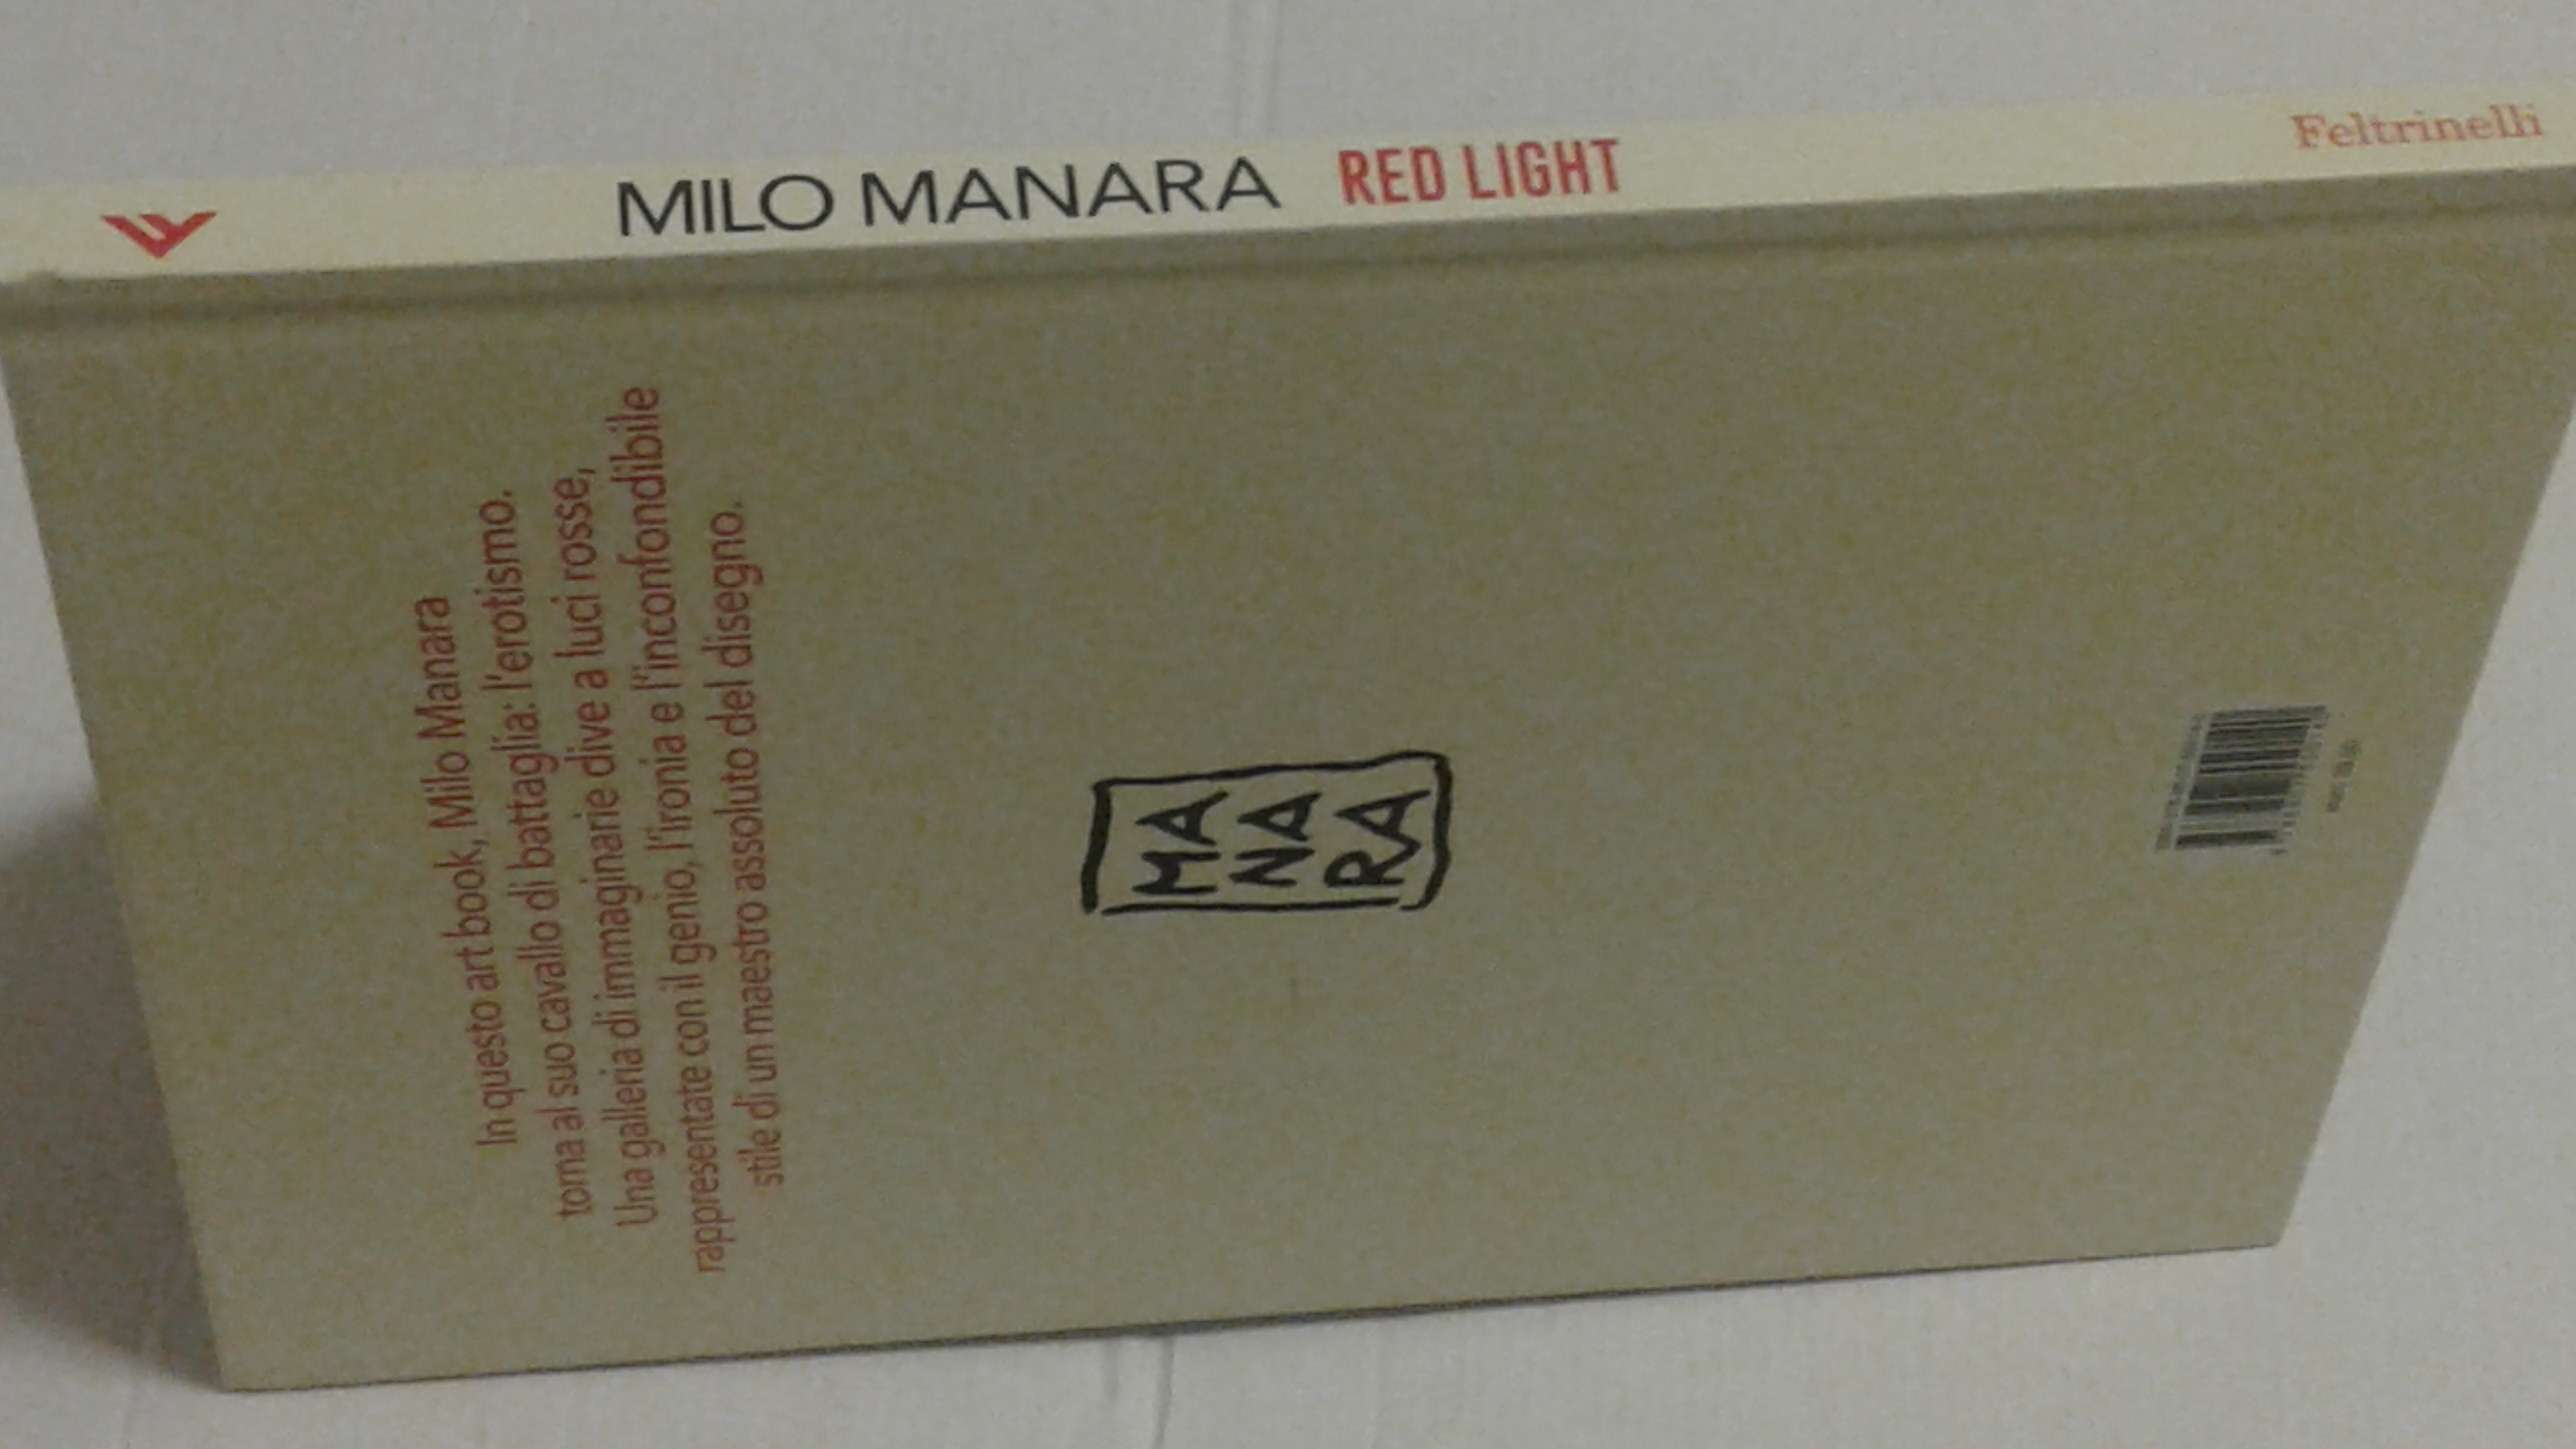 MILO MANARA RED LIGHT
Feltrinelli
In questo art book, Milo Manara
torna al suo cavallo di battaglia: l'erotismo.
Una galleria di immaginarie dive a luci rosse,
rappresentate con il genio, l'ironia e l'inconfondibile
stile di un maestro assoluto del disegno.
MA
NA
RA